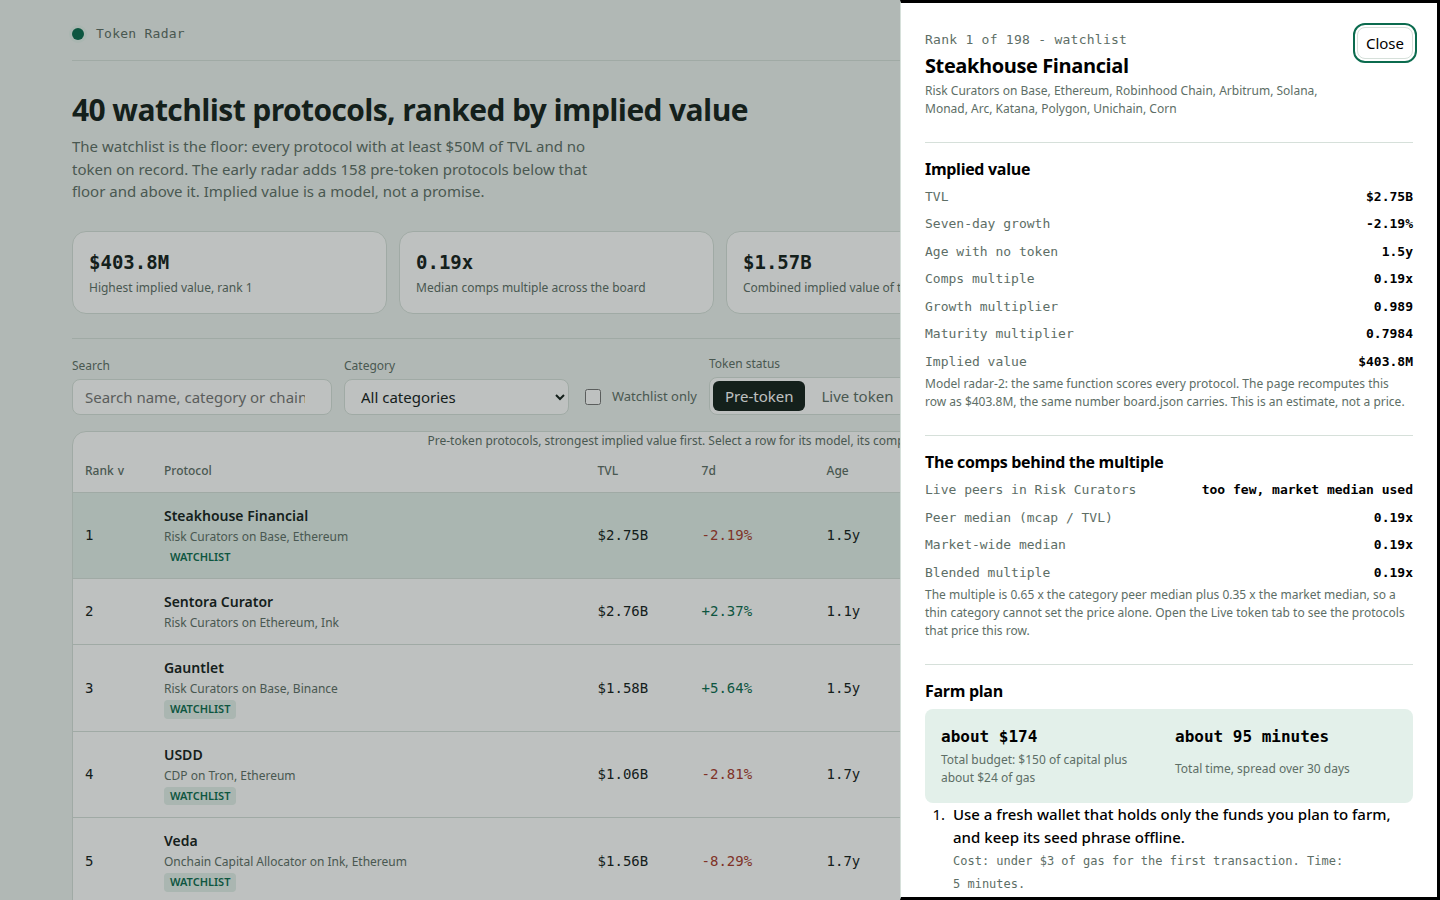 Token Radar
40 watchlist protocols, ranked by implied value
The watchlist is the floor: every protocol with at least $50M of TVL and no
token on record. The early radar adds 158 pre-token protocols below that
floor and above it. Implied value is a model, not a promise.
$403.8M
Highest implied value, rank 1
0.19x
Median comps multiple across the board
$1.57B
Combined implied value of t
Search
Search name, category or chain
Category
All categories
Watchlist only
Token status
Pre-token
Live token
Pre-token protocols, strongest implied value first. Select a row for its model, its comp
Rank v Protocol TVL 7d Age
1 Steakhouse Financial $2.75B -2.19% 1.5y
Risk Curators on Base, Ethereum
WATCHLIST
2 Sentora Curator $2.76B +2.37% 1.1y
Risk Curators on Ethereum, Ink
3 Gauntlet $1.58B +5.64% 1.5y
Risk Curators on Base, Binance
WATCHLIST
4 USDD $1.06B -2.81% 1.7y
CDP on Tron, Ethereum
WATCHLIST
5 Veda $1.56B -8.29% 1.7y
Onchain Capital Allocator on Ink, Ethereum
WATCHLIST
Rank 1 of 198 - watchlist
Close
Steakhouse Financial
Risk Curators on Base, Ethereum, Robinhood Chain, Arbitrum, Solana,
Monad, Arc, Katana, Polygon, Unichain, Corn
Implied value
TVL $2.75B
Seven-day growth -2.19%
Age with no token 1.5y
Comps multiple 0.19x
Growth multiplier 0.989
Maturity multiplier 0.7984
Implied value $403.8M
Model radar-2: the same function scores every protocol. The page recomputes this
row as $403.8M, the same number board.json carries. This is an estimate, not a price.
The comps behind the multiple
Live peers in Risk Curators too few, market median used
Peer median (mcap / TVL) 0.19x
Market-wide median 0.19x
Blended multiple 0.19x
The multiple is 0.65 x the category peer median plus 0.35 x the market median, so a
thin category cannot set the price alone. Open the Live token tab to see the protocols
that price this row.
Farm plan
about $174
Total budget: $150 of capital plus
about $24 of gas
about 95 minutes
Total time, spread over 30 days
1. Use a fresh wallet that holds only the funds you plan to farm,
and keep its seed phrase offline.
Cost: under $3 of gas for the first transaction. Time:
5 minutes.